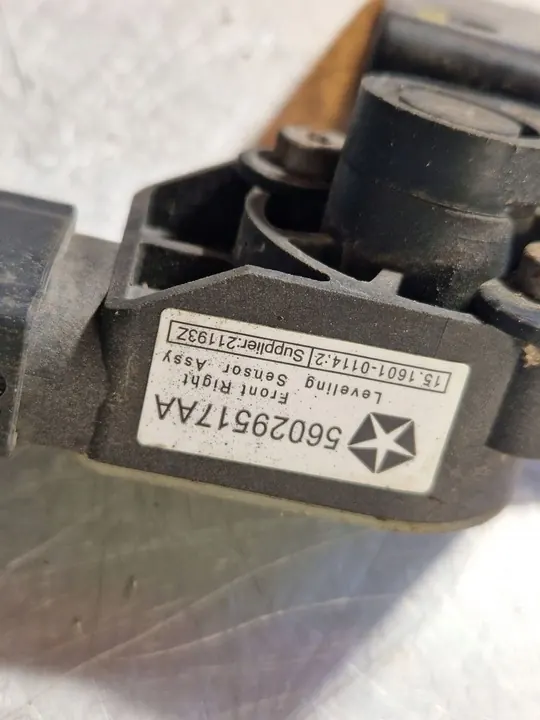 56029517AA
Front Right
Leveling Sensor Assy
15.1601-0114.2 Supplier:21193Z